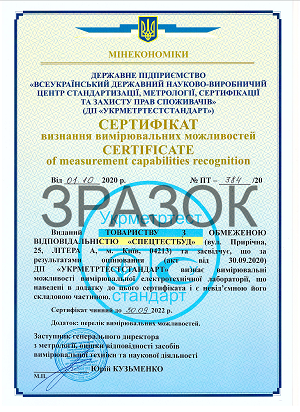 МІНЕКОНОМІКИ
ДЕРЖАВНЕ ПІДПРИЄМСТВО
«ВСЕУКРАЇНСЬКИЙ ДЕРЖАВНИЙ НАУКОВО-ВИРОБНИЧИЙ
ЦЕНТР СТАНДАРТИЗАЦІЇ, МЕТРОЛОГІЇ, СЕРТИФІКАЦІЇ
ТА ЗАХИСТУ ПРАВ СПОЖИВАЧІВ»
(ДП «УКРМЕТРТЕСТСТАНДАРТ»)
СЕРТИФІКАТ
визнання вимірювальних можливостей
CERTIFICATE
of measurement capabilities recognition
Від 01.10 2020 р. № ПТ – 384 /20
ЗРАЗОК
Укрметртест
стандарт
Виданий ТОВАРИСТВУ З ОБМЕЖЕНОЮ
ВІДПОВІДАЛЬНІСТЮ «СПЕЦТЕСТБУД» (вул. Прирічна,
25, ЛІТЕРА А, м. Київ, 04213) та засвідчує, що за
результатами оцінювання (акт від 30.09.2020)
ДП «УКРМЕТРТЕСТСТАНДАРТ» визнає вимірювальні
можливості вимірювальної електротехнічної лабораторії, що
наведені в додатку до цього сертифіката і є невід'ємною його
складовою частиною.
Сертифікат чинний до 30.09 2022 р.
Додаток: перелік вимірювальних можливостей.
Заступник генерального директора
з метрології, оцінки відповідності засобів
вимірювальної техніки та наукової діяльності
Юрій КУЗЬМЕНКО
М.П.